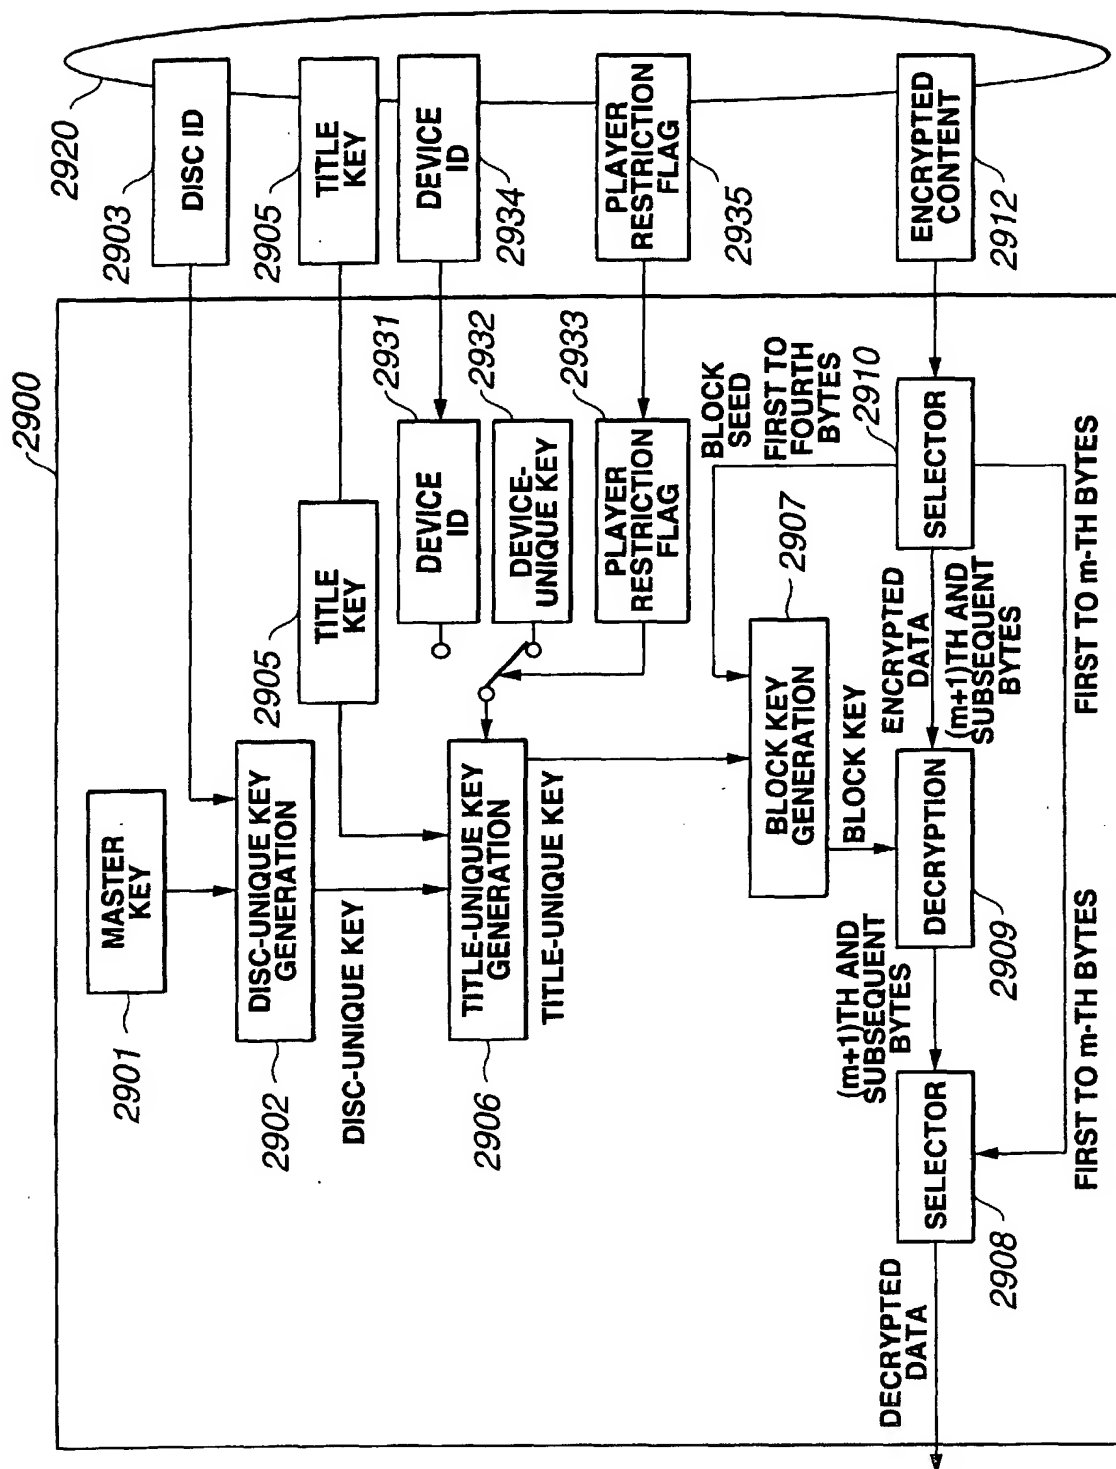 2900
2920
2901
MASTER
KEY
2903
DISC ID
2902
DISC-UNIQUE KEY
GENERATION
DISC-UNIQUE KEY
2905
TITLE
KEY
2905
TITLE
KEY
2906
TITLE-UNIQUE KEY
GENERATION
TITLE-UNIQUE KEY
2931
DEVICE
ID
DEVICE
ID
2934
2932
DEVICE-
UNIQUE KEY
2933
PLAYER
RESTRICTION
FLAG
PLAYER
RESTRICTION
FLAG
2935
BLOCK
SEED
FIRST TO
FOURTH
BYTES
2907
BLOCK KEY
GENERATION
BLOCK KEY
DECRYPTED
DATA
SELECTOR
2908
(m+1)TH AND
SUBSEQUENT
BYTES
DECRYPTION
2909
ENCRYPTED DATA
(m+1)TH AND
SUBSEQUENT
BYTES
SELECTOR
2910
ENCRYPTED
CONTENT
2912
FIRST TO m-TH BYTES
FIRST TO m-TH BYTES